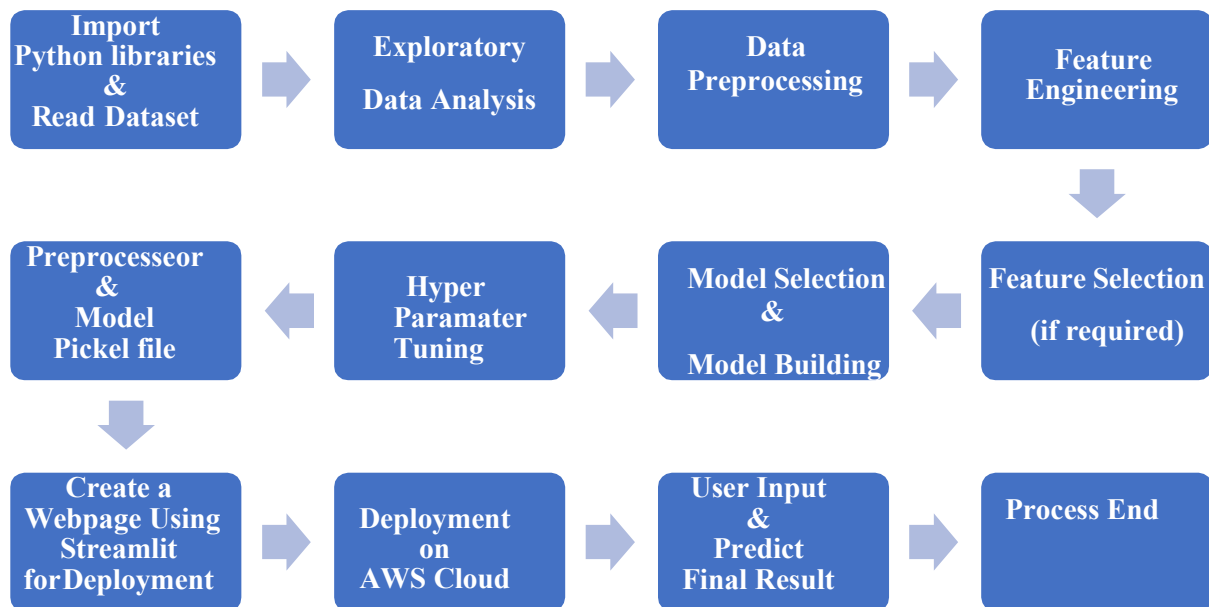 Import
Python libraries
&
Read Dataset
Exploratory
Data Analysis
Data
Preprocessing
Feature
Engineering
Feature Selection
(if required)
Model Selection
&
Model Building
Hyper
Paramater
Tuning
Preprocesseor
&
Model
Pickel file
Create a
Webpage Using
Streamlit
for Deployment
Deployment
on
AWS Cloud
User Input
&
Predict
Final Result
Process End